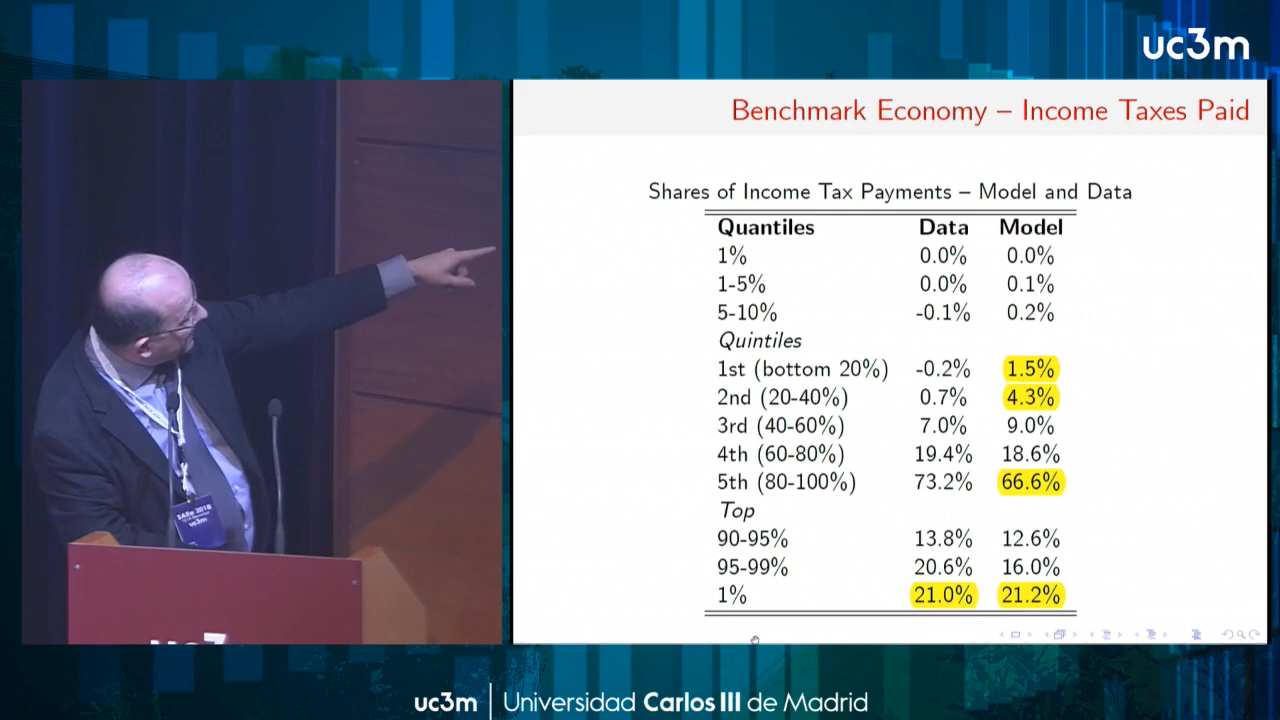 uc3m
Benchmark Economy – Income Taxes Paid
Shares of Income Tax Payments – Model and Data
Quantiles Data Model
1% 0.0% 0.0%
1-5% 0.0% 0.1%
5-10% -0.1% 0.2%
Quintiles
1st (bottom 20%) -0.2% 1.5%
2nd (20-40%) 0.7% 4.3%
3rd (40-60%) 7.0% 9.0%
4th (60-80%) 19.4% 18.6%
5th (80-100%) 73.2% 66.6%
Top
90-95% 13.8% 12.6%
95-99% 20.6% 16.0%
1% 21.0% 21.2%
SAEe 2018
uc3m
uc3m
uc3m | Universidad Carlos III de Madrid